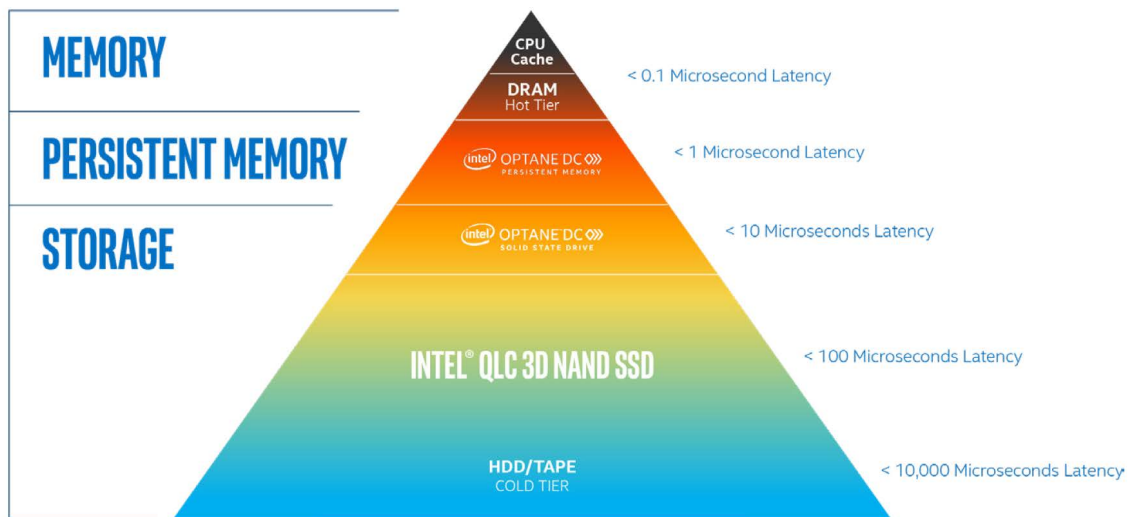 MEMORY
CPU
Cache
< 0.1 Microsecond Latency
DRAM
Hot Tier
PERSISTENT MEMORY
intel OPTANE DC
PERSISTENT MEMORY
< 1 Microsecond Latency
STORAGE
intel OPTANE DC
SOLID STATE DRIVE
< 10 Microseconds Latency
INTEL® QLC 3D NAND SSD
< 100 Microseconds Latency
HDD/TAPE
COLD TIER
< 10,000 Microseconds Latency